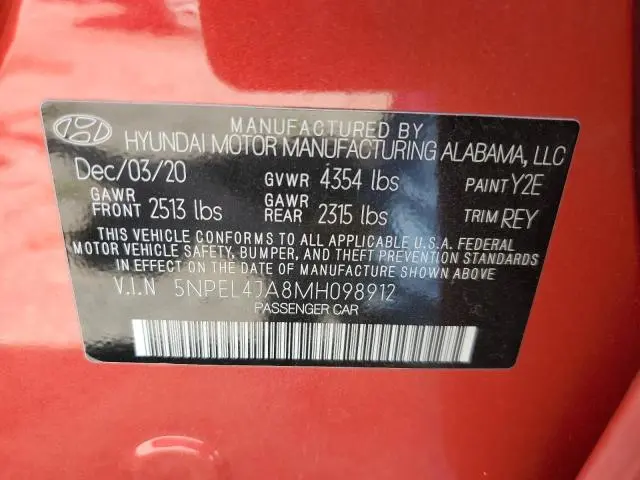 MANUFACTURED BY
HYUNDAI MOTOR MANUFACTURING ALABAMA, LLC
Dec/03/20 GVWR 4354 lbs PAINT Y2E
GAWR FRONT 2513 lbs GAWR REAR 2315 lbs TRIM REY
THIS VEHICLE CONFORMS TO ALL APPLICABLE U.S.A. FEDERAL
MOTOR VEHICLE SAFETY, BUMPER, AND THEFT PREVENTION STANDARDS
IN EFFECT ON THE DATE OF MANUFACTURE SHOWN ABOVE.
V.I.N 5NPEL4JA8MH098912
PASSENGER CAR